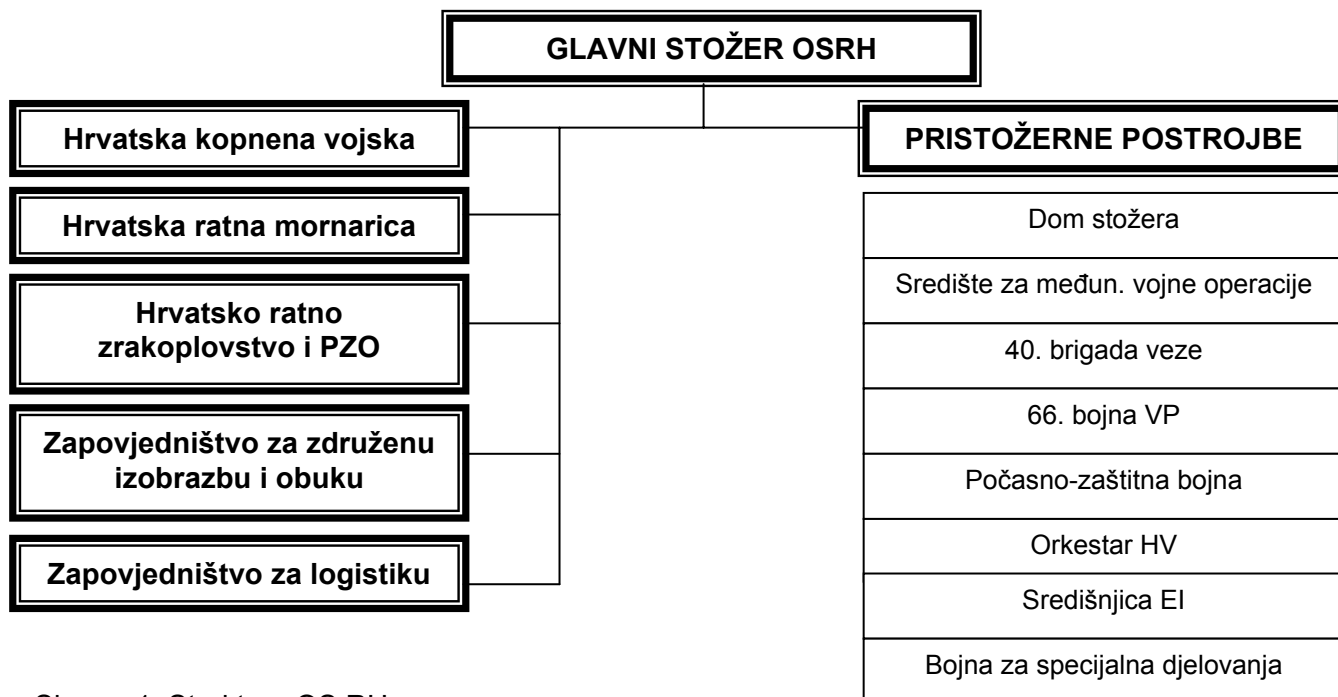 GLAVNI STOŽER OSRH
Hrvatska kopnena vojska
Hrvatska ratna mornarica
Hrvatsko ratno
zrakoplovstvo i PZO
Zapovjedništvo za združenu
izobrazbu i obuku
Zapovjedništvo za logistiku
PRISTOŽERNE POSTROJBE
Dom stožera
Središte za međun. vojne operacije
40. brigada veze
66. bojna VP
Počasno-zaštitna bojna
Orkestar HV
Središnjica EI
Bojna za specijalna djelovanja